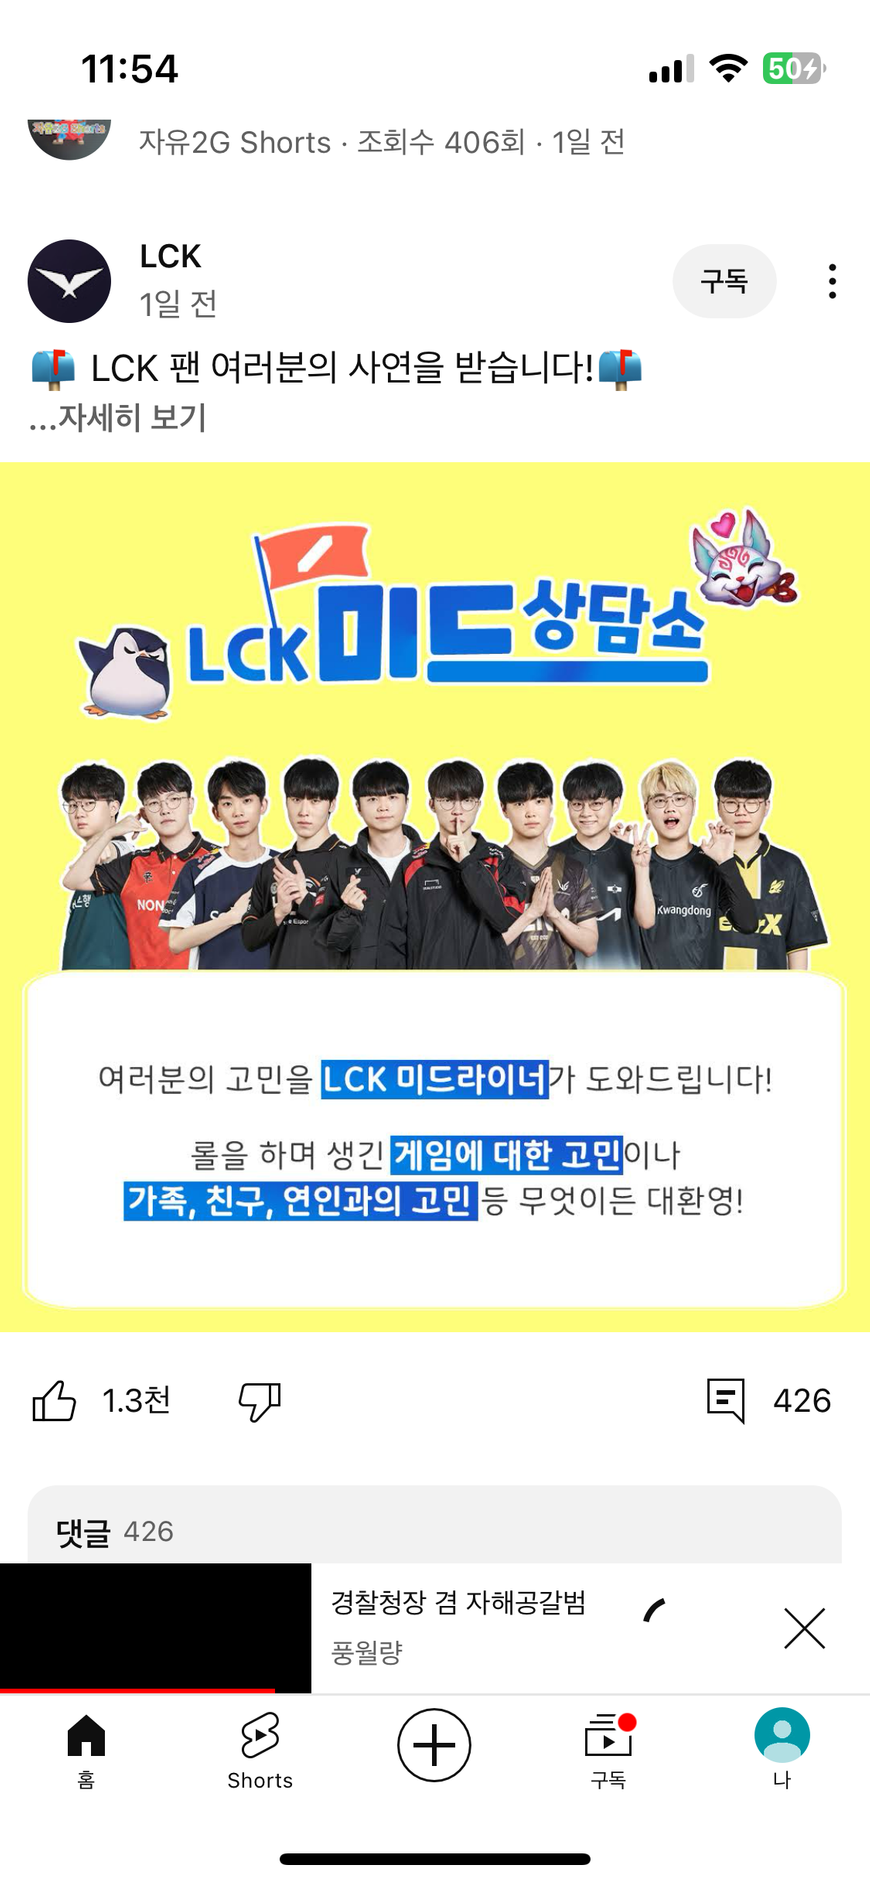 11:54
50
자유2G Shorts · 조회수 406회 · 1일 전
LCK
1일 전
구독
LCK 팬 여러분의 사연을 받습니다!
...자세히 보기
LCK 미드 상담소
NON
Kwangdong
여러분의 고민을 LCK 미드라이너가 도와드립니다!
롤을 하며 생긴 게임에 대한 고민이나
가족, 친구, 연인과의 고민 등 무엇이든 대환영!
1.3천
426
댓글 426
경찰청장 겸 자해공갈범
풍월량
홈
Shorts
구독
나